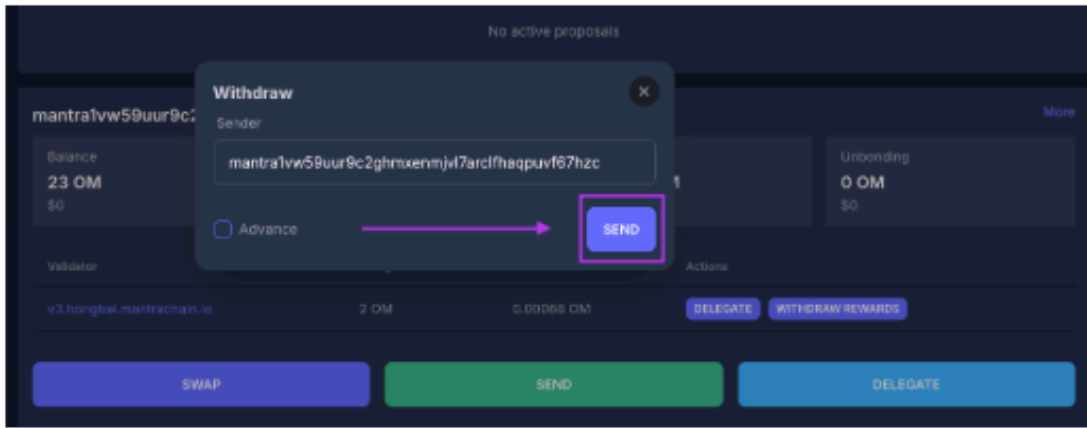 No active proposals
Withdraw
mantra1vw59uur9c2
Sender
More
mantra1vw59uur9c2ghmxenmjvl7arclfhaqpuvf67hzc
Balance
Unbonding
23 OM
0 OM
$0
$0
Advance
SEND
Validator
Actions
v3.hongbai.mantrachain.io
2 OM
0.00066 OM
DELEGATE
WITHDRAW REWARDS
SWAP
SEND
DELEGATE